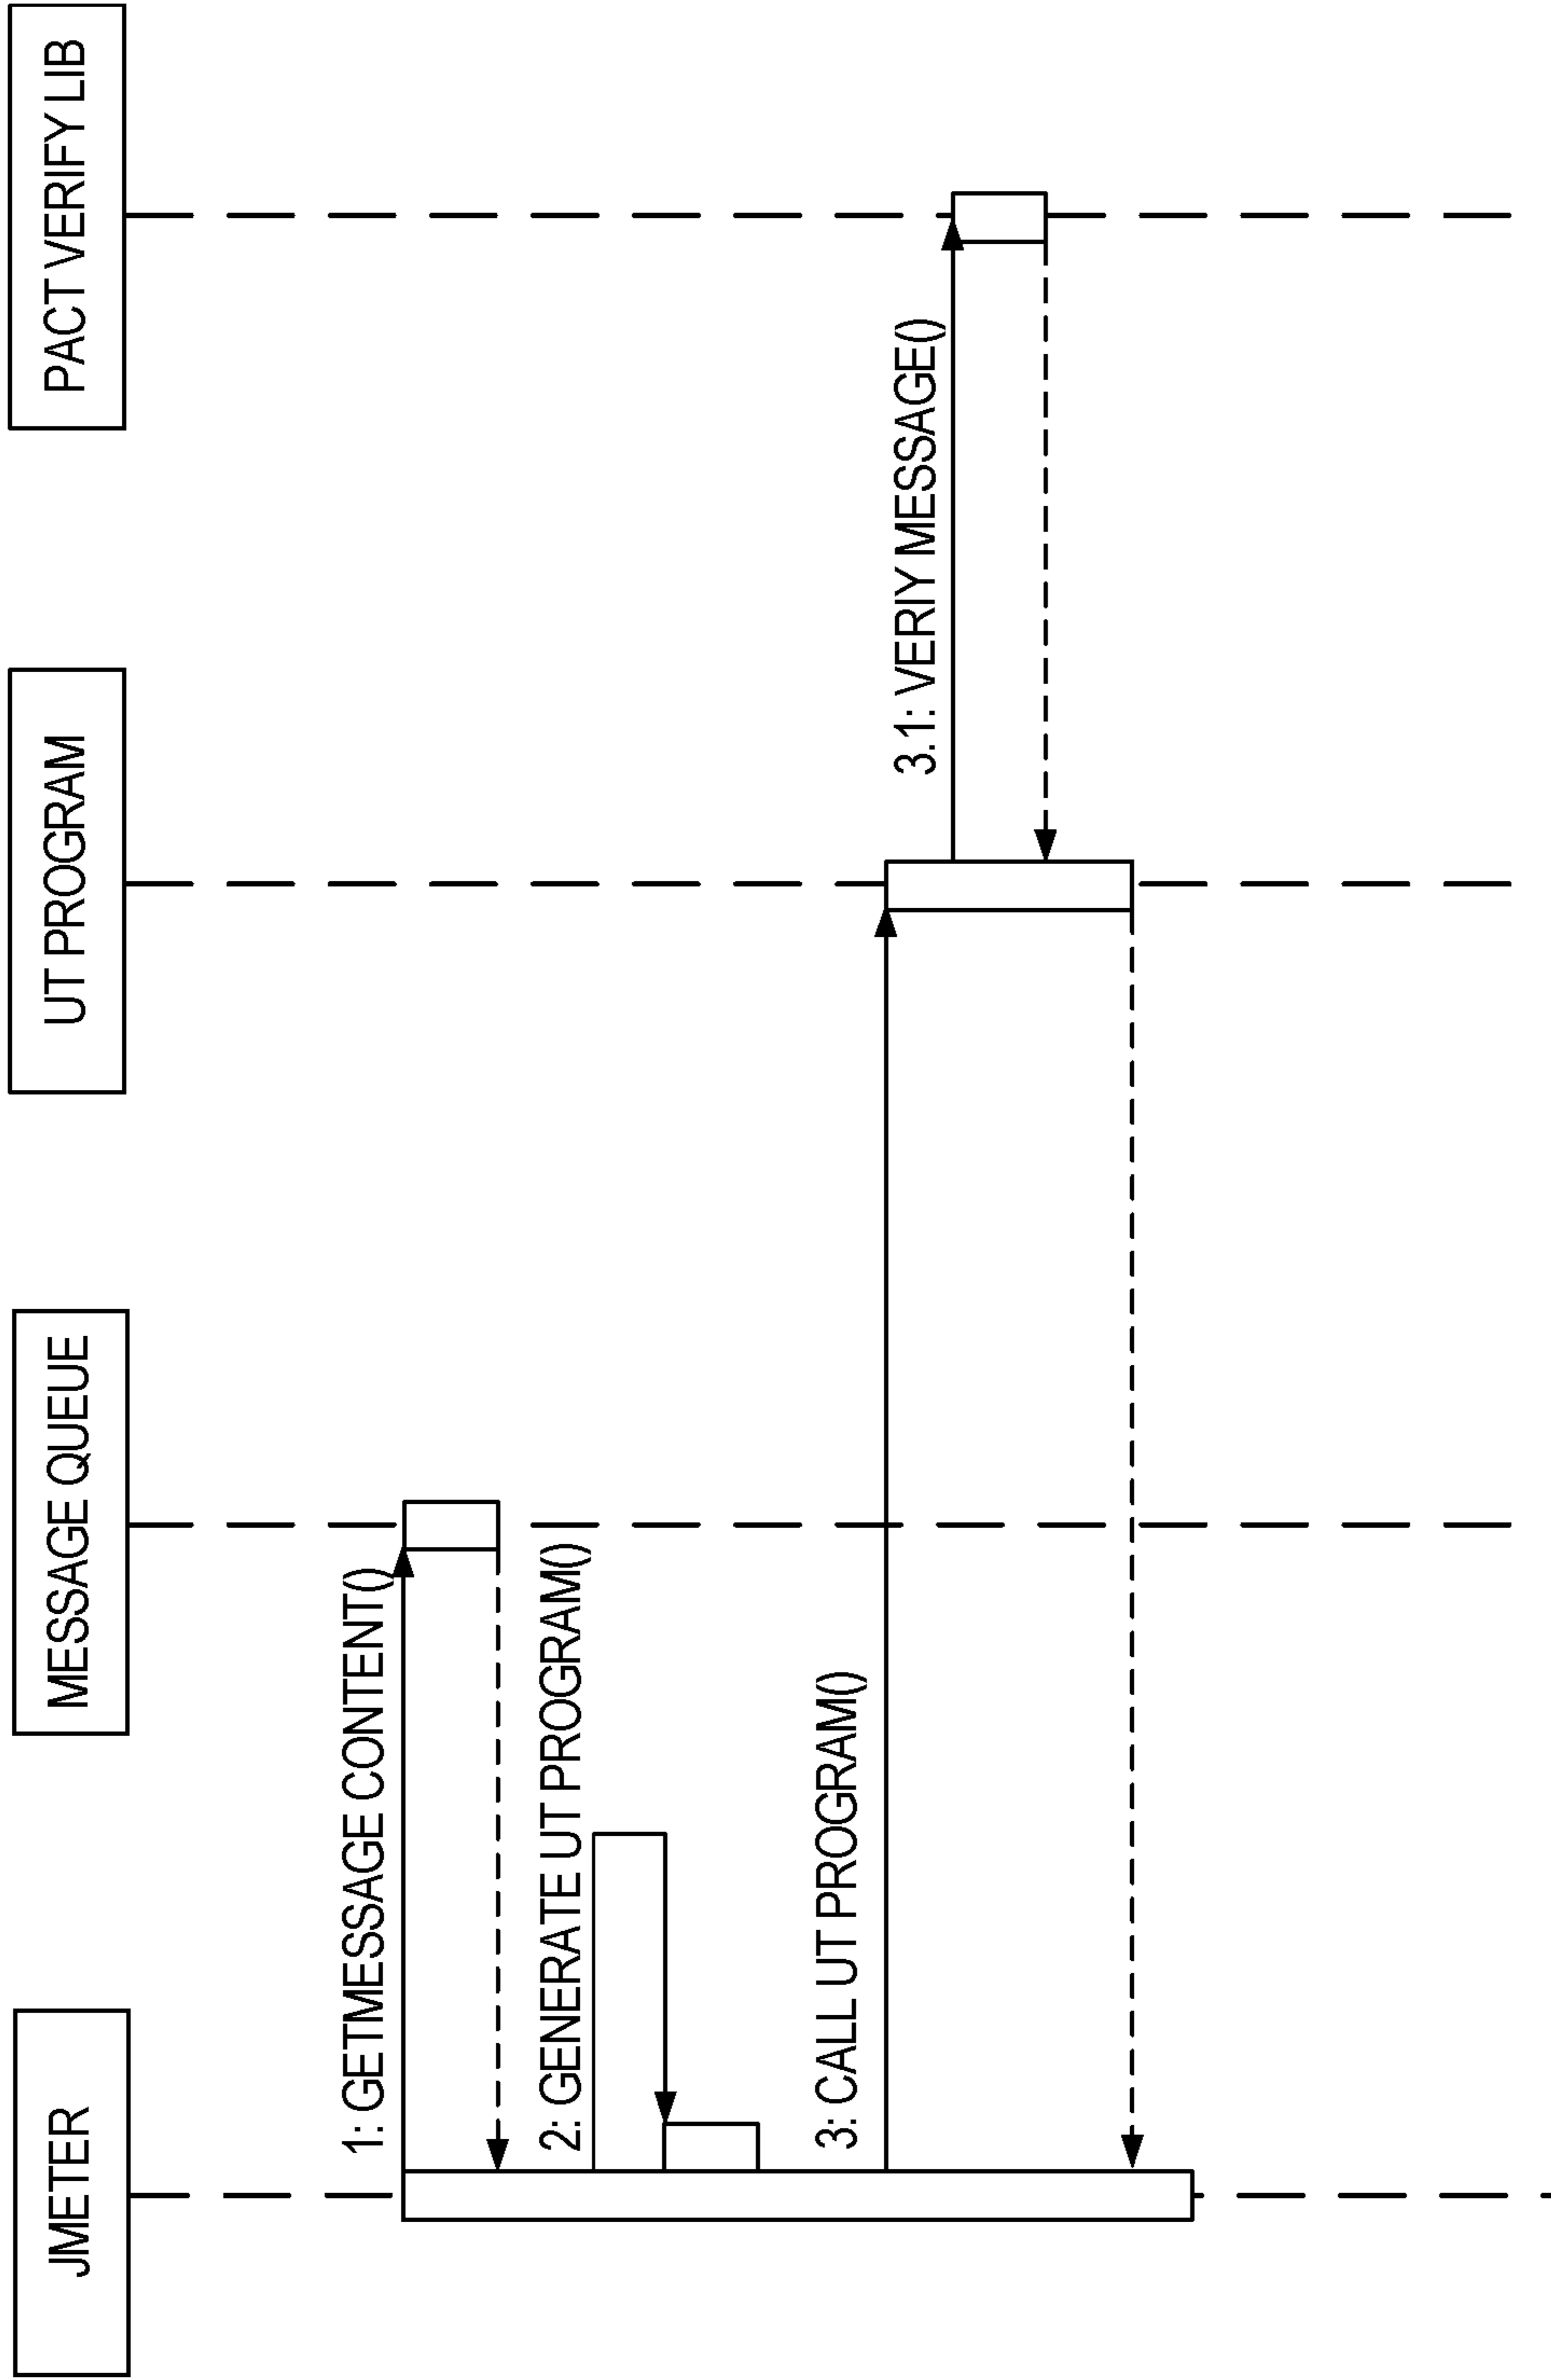 JMETER
MESSAGE QUEUE
UT PROGRAM
PACT VERIFY LIB
1: GETMESSAGE CONTENT()
2: GENERATE UT PROGRAM()
3: CALL UT PROGRAM()
3.1: VERIY MESSAGE()